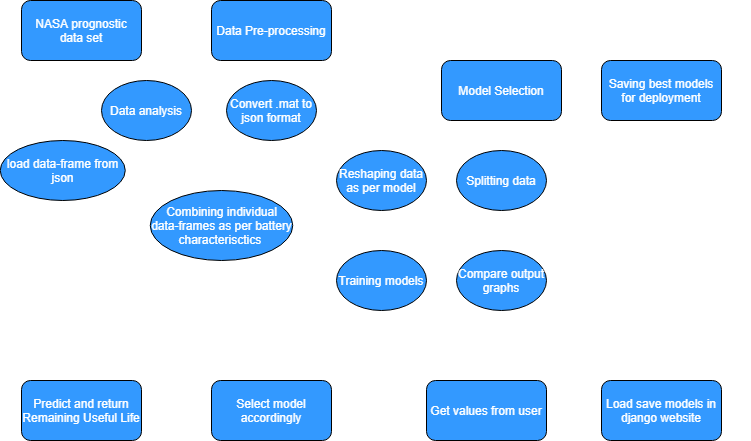 NASA prognostic
data set
Data Pre-processing
Model Selection
Saving best models
for deployment
Data analysis
Convert .mat to
json format
load data-frame from
json
Reshaping data
as per model
Splitting data
Combining individual
data-frames as per battery
characterisctics
Training models
Compare output
graphs
Predict and return
Remaining Useful Life
Select model
accordingly
Get values from user
Load save models in
django website